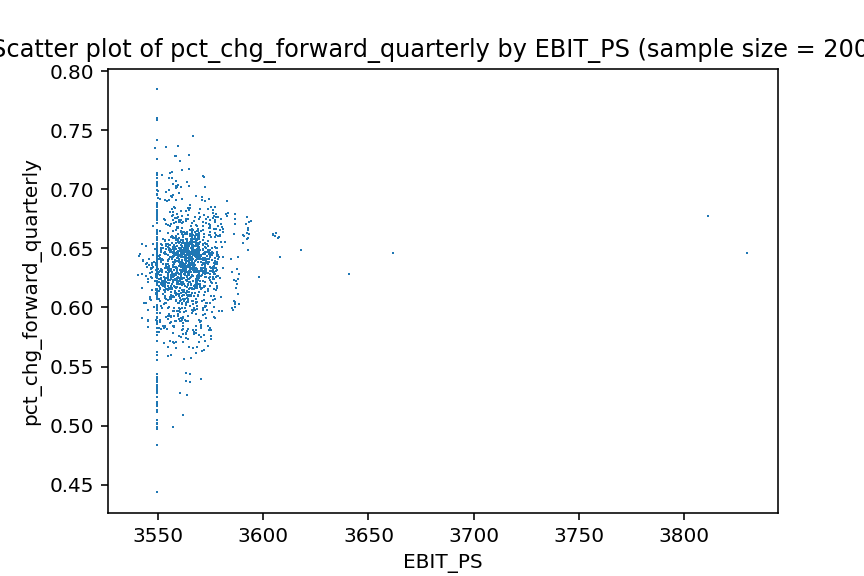 Scatter plot of pct_chg_forward_quarterly by EBIT_PS (sample size = 200
0.80
0.75
0.70
0.65
0.60
0.55
0.50
0.45
pct_chg_forward_quarterly
3550 3600 3650 3700 3750 3800
EBIT_PS